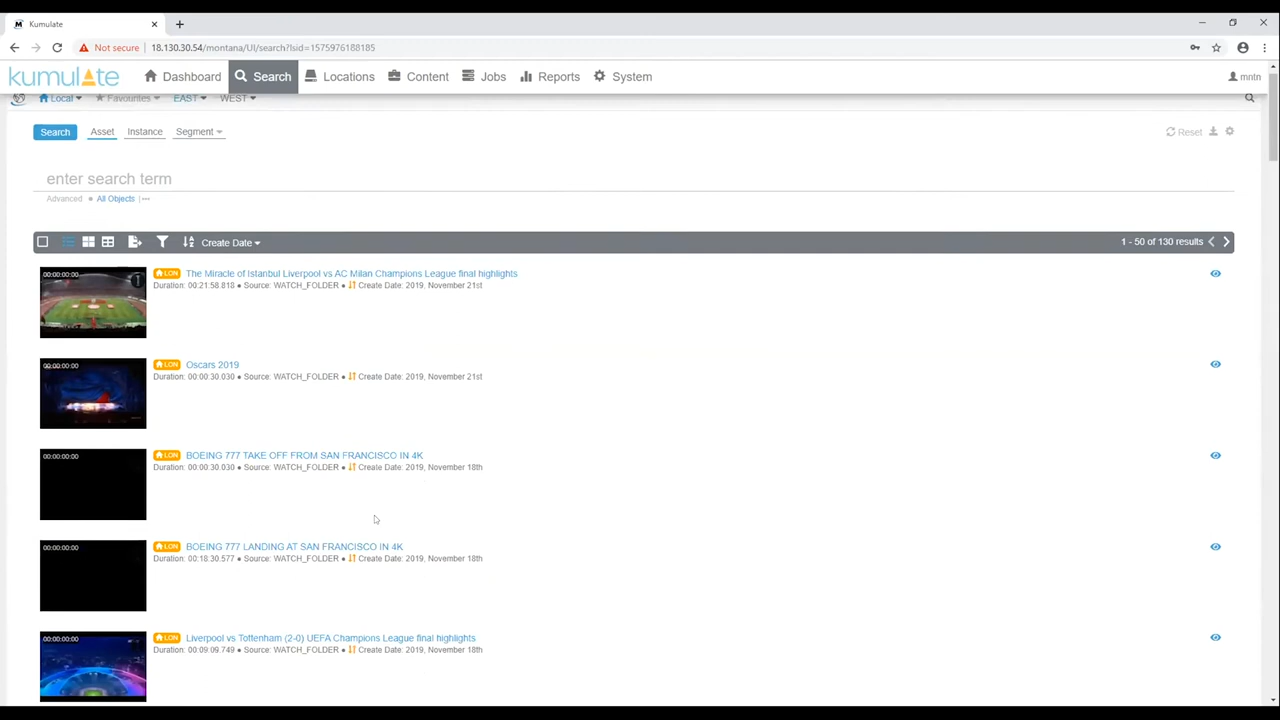 Kumulate
Not secure 18.130.30.54/montana/UI/search?lsid=1575976188185
kumulate Dashboard Search Locations Content Jobs Reports System mntn
Local Favourites EAST WEST
Search Asset Instance Segment Reset
enter search term
Advanced All Objects
Create Date 1 - 50 of 130 results
00:00:00:00 LON The Miracle of Istanbul Liverpool vs AC Milan Champions League final highlights
Duration: 00:21:58.818 ● Source: WATCH_FOLDER ● Create Date: 2019, November 21st
00:00:00:00 LON Oscars 2019
Duration: 00:00:30.030 ● Source: WATCH_FOLDER ● Create Date: 2019, November 21st
00:00:00:00 LON BOEING 777 TAKE OFF FROM SAN FRANCISCO IN 4K
Duration: 00:00:30.030 ● Source: WATCH_FOLDER ● Create Date: 2019, November 18th
00:00:00:00 LON BOEING 777 LANDING AT SAN FRANCISCO IN 4K
Duration: 00:18:30.577 ● Source: WATCH_FOLDER ● Create Date: 2019, November 18th
00:00:00:00 LON Liverpool vs Tottenham (2-0) UEFA Champions League final highlights
Duration: 00:09:09.749 ● Source: WATCH_FOLDER ● Create Date: 2019, November 18th